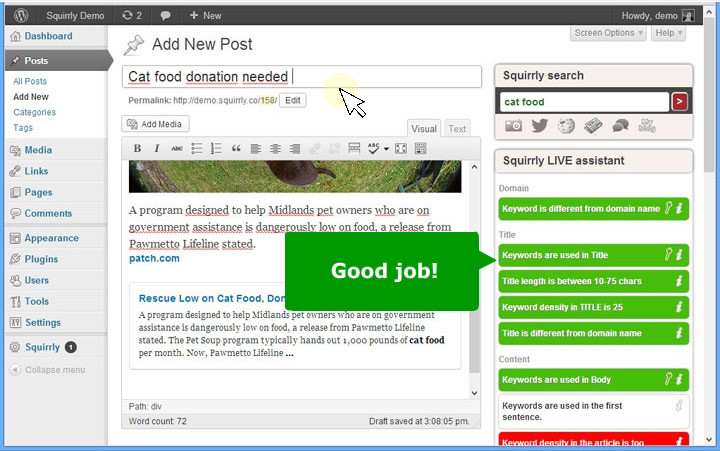 Squirrly Demo
2
+ New
Howdy, demo
Dashboard
Posts
All Posts
Add New
Categories
Tags
Media
Links
Pages
Comments
Appearance
Plugins
Users
Tools
Settings
Squirrly 1
Collapse menu
Screen Options
Help
Add New Post
Cat food donation needed
Permalink: http://demo.squirrly.co/158/ Edit
Add Media
Visual
Text
B I ABC ABC
A program designed to help Midlands pet owners who are on
government assistance is dangerously low on food, a release from
Pawmetto Lifeline stated.
patch.com
Good job!
Rescue Low on Cat Food, Don
A program designed to help Midlands pet owners who are on government
assistance is dangerously low on food, a release from Pawmetto Lifeline
stated. The Pet Soup program typically hands out 1,000 pounds of cat food
per month. Now, Pawmetto Lifeline ...
Path: div
Word count: 72
Draft saved at 3:08:05 pm.
Squirrly search
cat food
>
Squirrly LIVE assistant
Domain
Keyword is different from domain name
Title
Keywords are used in Title
Title length is between 10-75 chars
Keyword density in TITLE is 25
Title is different from domain name
Content
Keywords are used in Body
Keywords are used in the first
sentence.
Keyword density in the article is too